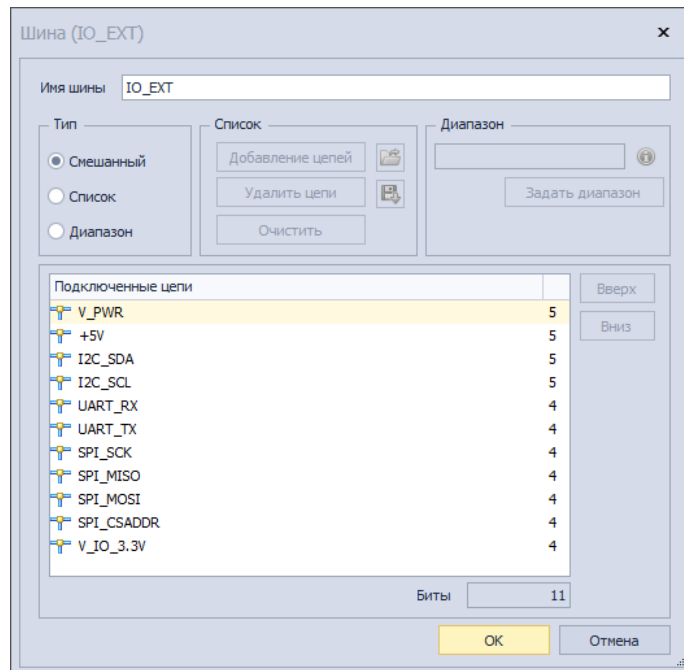 Шина (IO_EXT)
Имя шины IO_EXT
Тип
Смешанный
Список
Диапазон
Список
Добавление цепей
Удалить цепи
Очистить
Диапазон
Задать диапазон
Подключенные цепи
V_PWR 5
+5V 5
I2C_SDA 5
I2C_SCL 5
UART_RX 4
UART_TX 4
SPI_SCK 4
SPI_MISO 4
SPI_MOSI 4
SPI_CSADDR 4
V_IO_3.3V 4
Вверх
Вниз
Биты 11
OK Отмена